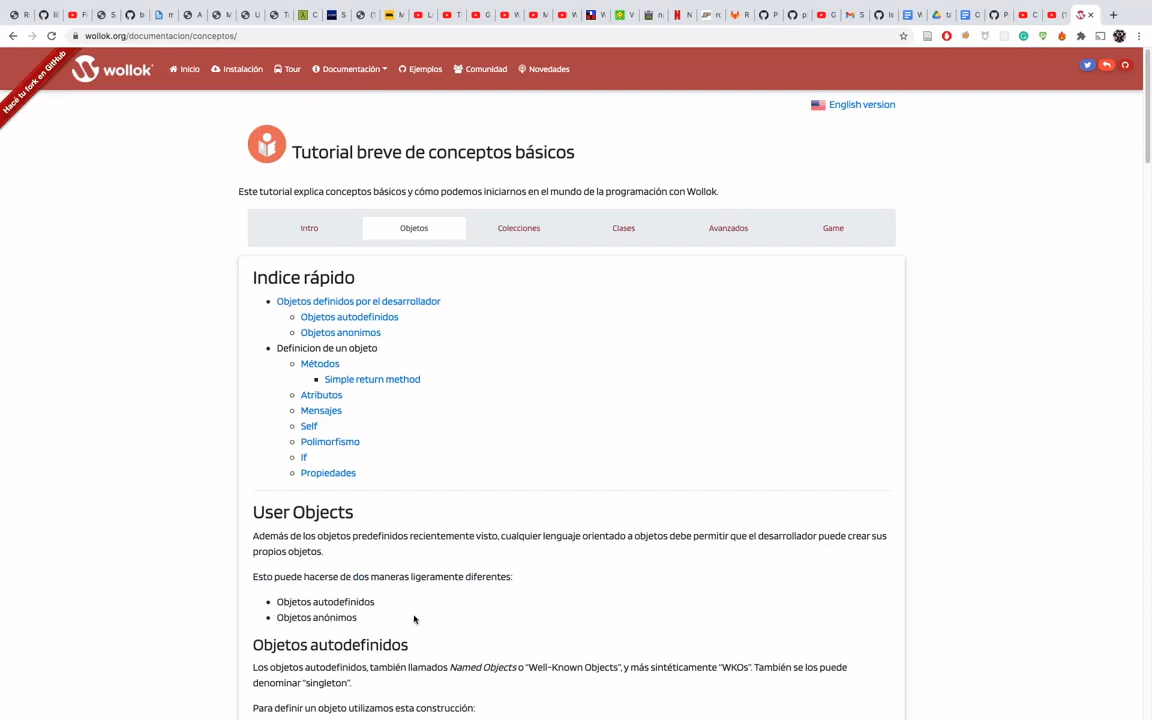 wollok.org/documentacion/conceptos/
Hacé tu fork en GitHub
wollok
Inicio
Instalación
Tour
Documentación
Ejemplos
Comunidad
Novedades
English version
Tutorial breve de conceptos básicos
Este tutorial explica conceptos básicos y cómo podemos iniciarnos en el mundo de la programación con Wollok.
Intro
Objetos
Colecciones
Clases
Avanzados
Game
Indice rápido
Objetos definidos por el desarrollador
Objetos autodefinidos
Objetos anonimos
Definicion de un objeto
Métodos
Simple return method
Atributos
Mensajes
Self
Polimorfismo
If
Propiedades
User Objects
Además de los objetos predefinidos recientemente visto, cualquier lenguaje orientado a objetos debe permitir que el desarrollador puede crear sus
propios objetos.
Esto puede hacerse de dos maneras ligeramente diferentes:
Objetos autodefinidos
Objetos anónimos
Objetos autodefinidos
Los objetos autodefinidos, también llamados Named Objects o "Well-Known Objects", y más sintéticamente "WKOs". También se los puede
denominar "singleton".
Para definir un objeto utilizamos esta construcción: